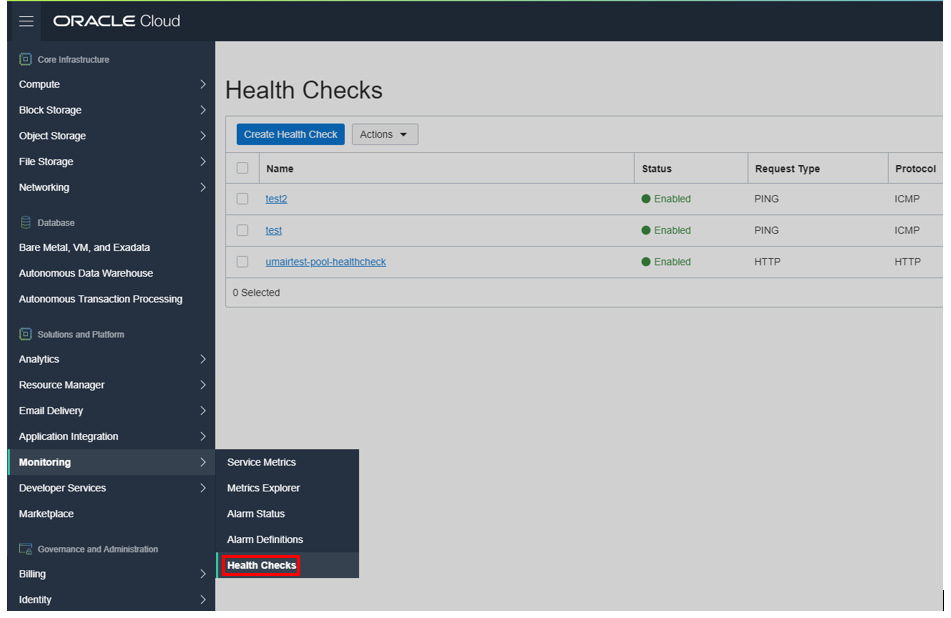 ORACLE Cloud
Core Infrastructure
Compute
Block Storage
Object Storage
File Storage
Networking
Database
Bare Metal, VM, and Exadata
Autonomous Data Warehouse
Autonomous Transaction Processing
Solutions and Platform
Analytics
Resource Manager
Email Delivery
Application Integration
Monitoring
Developer Services
Marketplace
Governance and Administration
Billing
Identity
Service Metrics
Metrics Explorer
Alarm Status
Alarm Definitions
Health Checks
Health Checks
Create Health Check Actions
Name Status Request Type Protocol
test2 Enabled PING ICMP
test Enabled PING ICMP
umairtest-pool-healthcheck Enabled HTTP HTTP
0 Selected